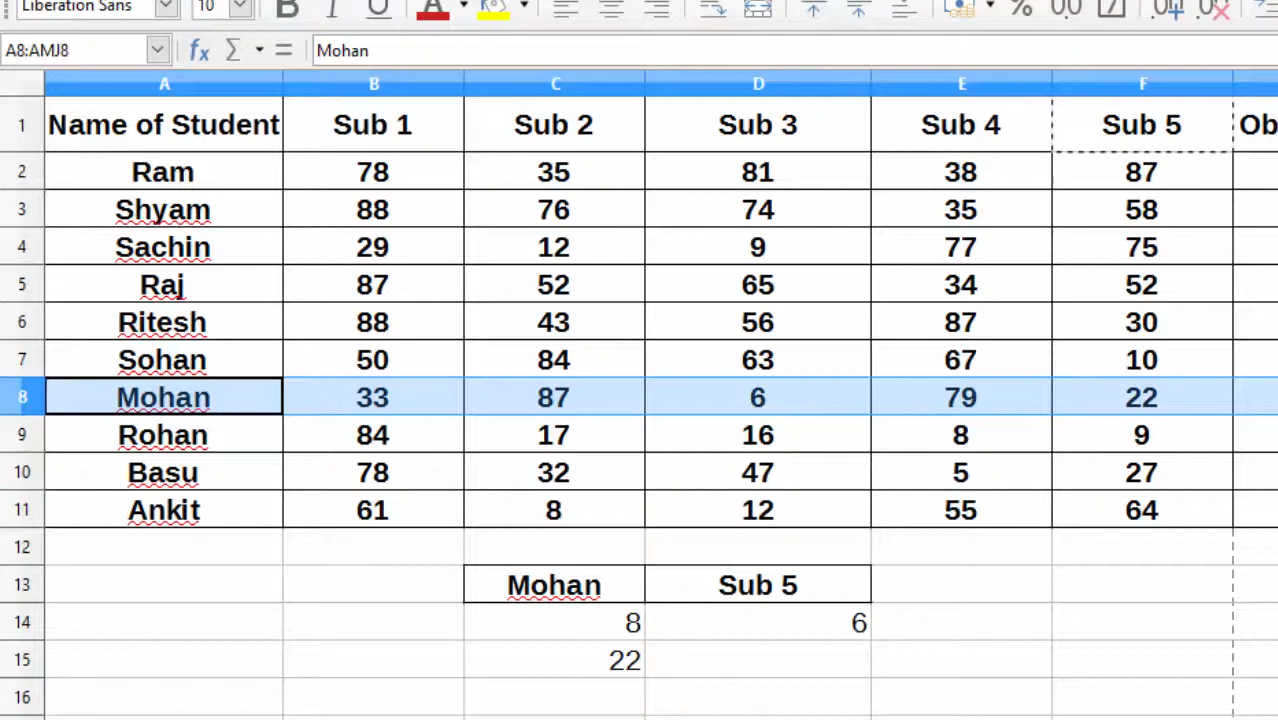 Liberation Sans 10 B I U A % 00 .00 .00
A8:AMJ8 fx Σ = Mohan
A B C D E F
1 Name of Student Sub 1 Sub 2 Sub 3 Sub 4 Sub 5 Ob
2 Ram 78 35 81 38 87
3 Shyam 88 76 74 35 58
4 Sachin 29 12 9 77 75
5 Raj 87 52 65 34 52
6 Ritesh 88 43 56 87 30
7 Sohan 50 84 63 67 10
8 Mohan 33 87 6 79 22
9 Rohan 84 17 16 8 9
10 Basu 78 32 47 5 27
11 Ankit 61 8 12 55 64
12
13 Mohan Sub 5
14 8 6
15 22
16